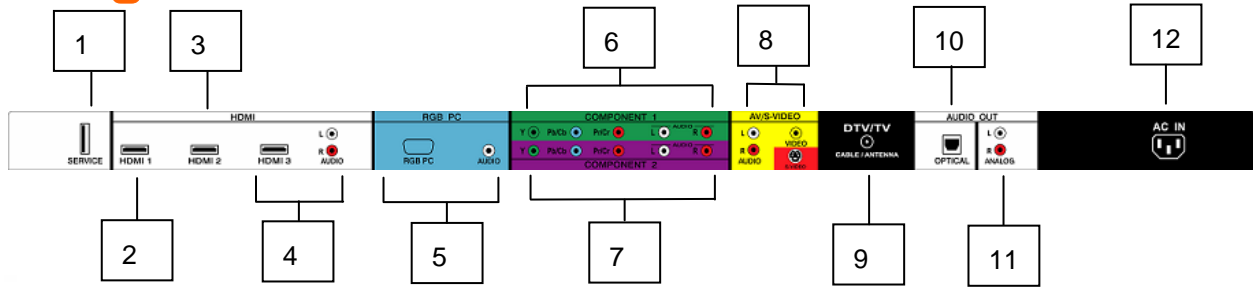 1
3
6
8
10
12
HDMI
RGB PC
COMPONENT 1
AV/S-VIDEO
AUDIO OUT
SERVICE
HDMI 1
HDMI 2
HDMI 3
L
R
AUDIO
RGB PC
AUDIO
Y Pb/Cb Pr/Cr L AUDIO R
Y Pb/Cb Pr/Cr L AUDIO R
COMPONENT 2
L
R
AUDIO
VIDEO
S-VIDEO
DTV/TV
CABLE / ANTENNA
OPTICAL
L
R
ANALOG
AC IN
2
4
5
7
9
11